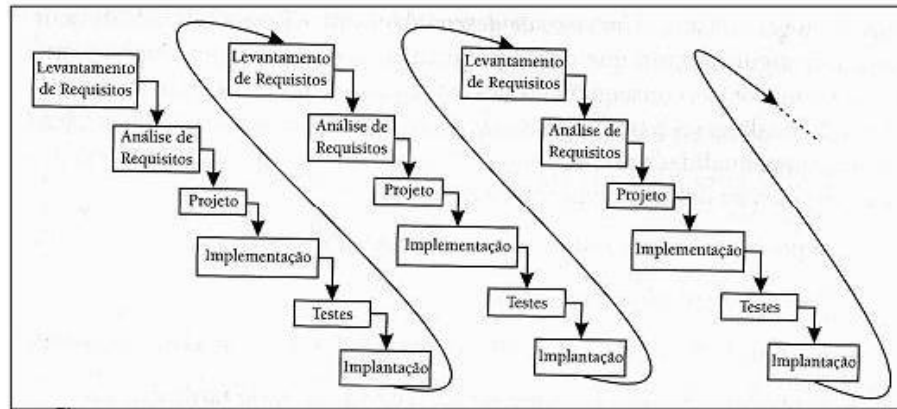 Levantamento
de Requisitos
Análise de
Requisitos
Projeto
Implementação
Testes
Implantação
Levantamento
de Requisitos
Análise de
Requisitos
Projeto
Implementação
Testes
Implantação
Levantamento
de Requisitos
Análise de
Requisitos
Projeto
Implementação
Testes
Implantação